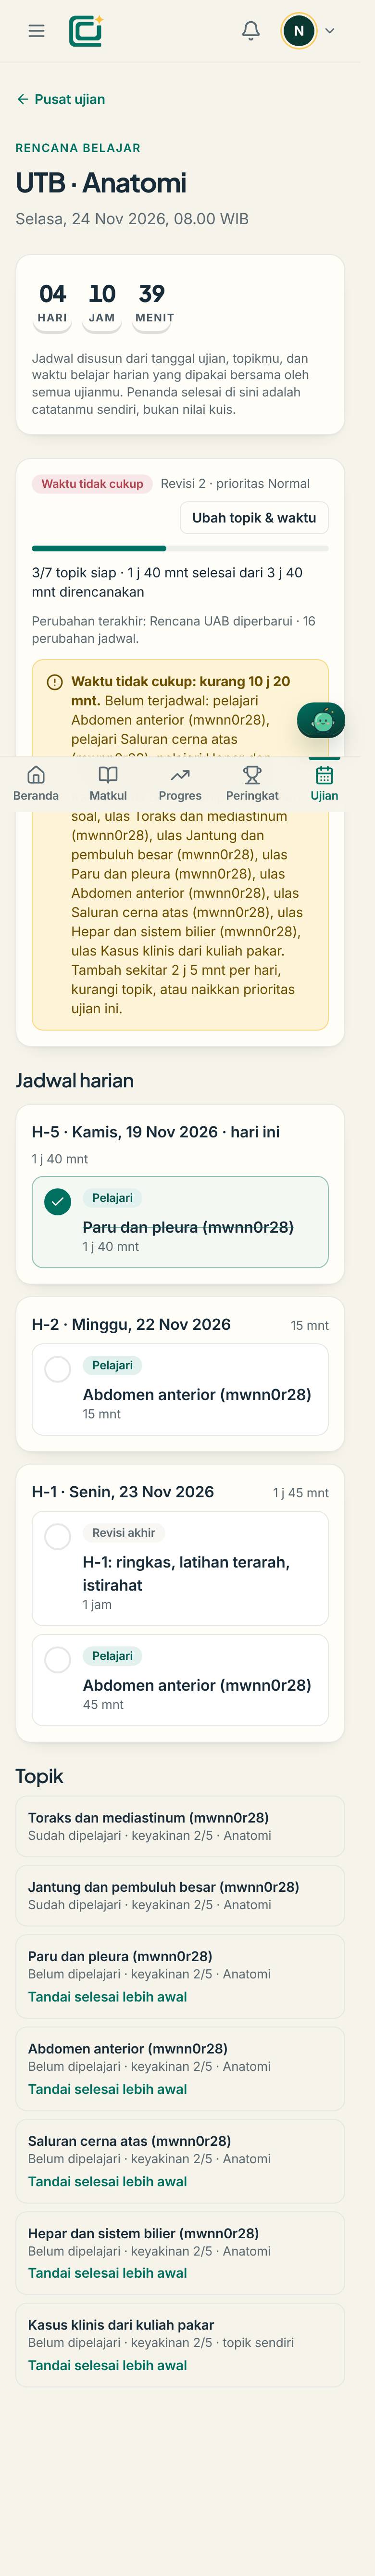 N
← Pusat ujian
RENCANA BELAJAR
UTB · Anatomi
Selasa, 24 Nov 2026, 08.00 WIB
04 10 39
HARI JAM MENIT
Jadwal disusun dari tanggal ujian, topikmu, dan
waktu belajar harian yang dipakai bersama oleh
semua ujianmu. Penanda selesai di sini adalah
catatanmu sendiri, bukan nilai kuis.
Waktu tidak cukup Revisi 2 · prioritas Normal
Ubah topik & waktu
3/7 topik siap · 1 j 40 mnt selesai dari 3 j 40
mnt direncanakan
Perubahan terakhir: Rencana UAB diperbarui · 16
perubahan jadwal.
Waktu tidak cukup: kurang 10 j 20
mnt. Belum terjadwal: pelajari
Abdomen anterior (mwnn0r28),
pelajari Saluran cerna atas
Beranda Matkul Progres Peringkat Ujian
soal, ulas Toraks dan mediastinum
(mwnn0r28), ulas Jantung dan
pembuluh besar (mwnn0r28), ulas
Paru dan pleura (mwnn0r28), ulas
Abdomen anterior (mwnn0r28), ulas
Saluran cerna atas (mwnn0r28), ulas
Hepar dan sistem bilier (mwnn0r28),
ulas Kasus klinis dari kuliah pakar.
Tambah sekitar 2 j 5 mnt per hari,
kurangi topik, atau naikkan prioritas
ujian ini.
Jadwal harian
H-5 · Kamis, 19 Nov 2026 · hari ini
1 j 40 mnt
Pelajari
Paru dan pleura (mwnn0r28)
1 j 40 mnt
H-2 · Minggu, 22 Nov 2026 15 mnt
Pelajari
Abdomen anterior (mwnn0r28)
15 mnt
H-1 · Senin, 23 Nov 2026 1 j 45 mnt
Revisi akhir
H-1: ringkas, latihan terarah,
istirahat
1 jam
Pelajari
Abdomen anterior (mwnn0r28)
45 mnt
Topik
Toraks dan mediastinum (mwnn0r28)
Sudah dipelajari · keyakinan 2/5 · Anatomi
Jantung dan pembuluh besar (mwnn0r28)
Sudah dipelajari · keyakinan 2/5 · Anatomi
Paru dan pleura (mwnn0r28)
Belum dipelajari · keyakinan 2/5 · Anatomi
Tandai selesai lebih awal
Abdomen anterior (mwnn0r28)
Belum dipelajari · keyakinan 2/5 · Anatomi
Tandai selesai lebih awal
Saluran cerna atas (mwnn0r28)
Belum dipelajari · keyakinan 2/5 · Anatomi
Tandai selesai lebih awal
Hepar dan sistem bilier (mwnn0r28)
Belum dipelajari · keyakinan 2/5 · Anatomi
Tandai selesai lebih awal
Kasus klinis dari kuliah pakar
Belum dipelajari · keyakinan 2/5 · topik sendiri
Tandai selesai lebih awal